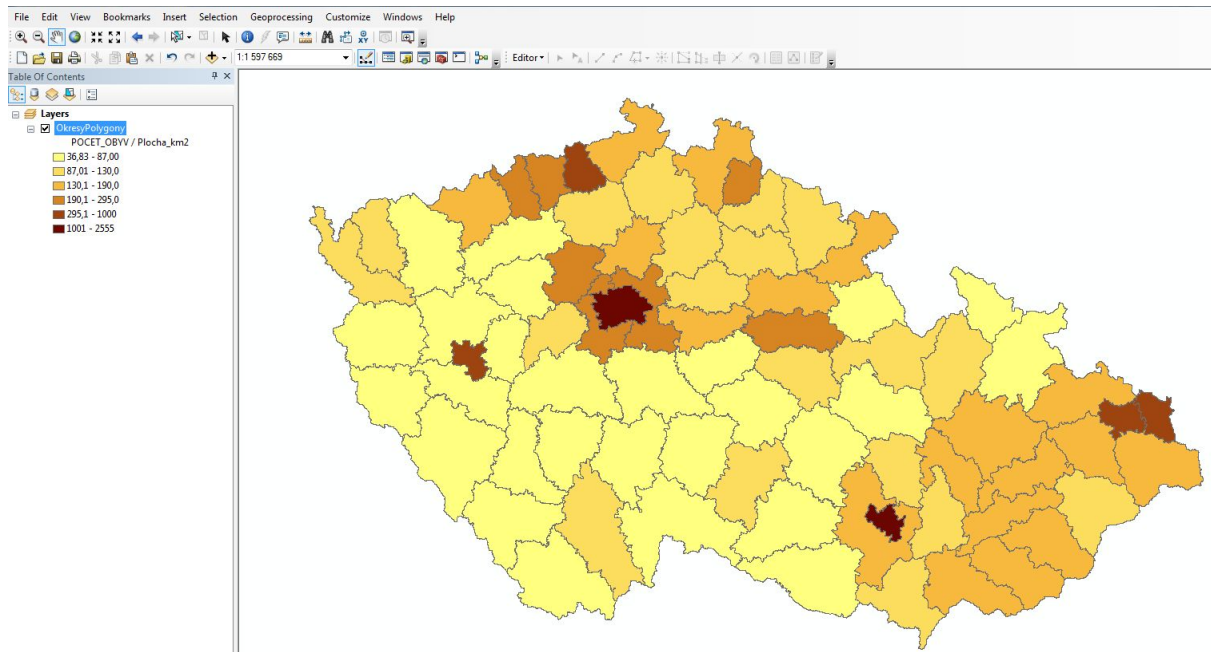 File Edit View Bookmarks Insert Selection Geoprocessing Customize Windows Help
1:1 597 669 Editor
Table Of Contents
Layers
OkresyPolygony
POCET_OBYV / Plocha_km2
36,83 - 87,00
87,01 - 130,0
130,1 - 190,0
190,1 - 295,0
295,1 - 1000
1001 - 2555